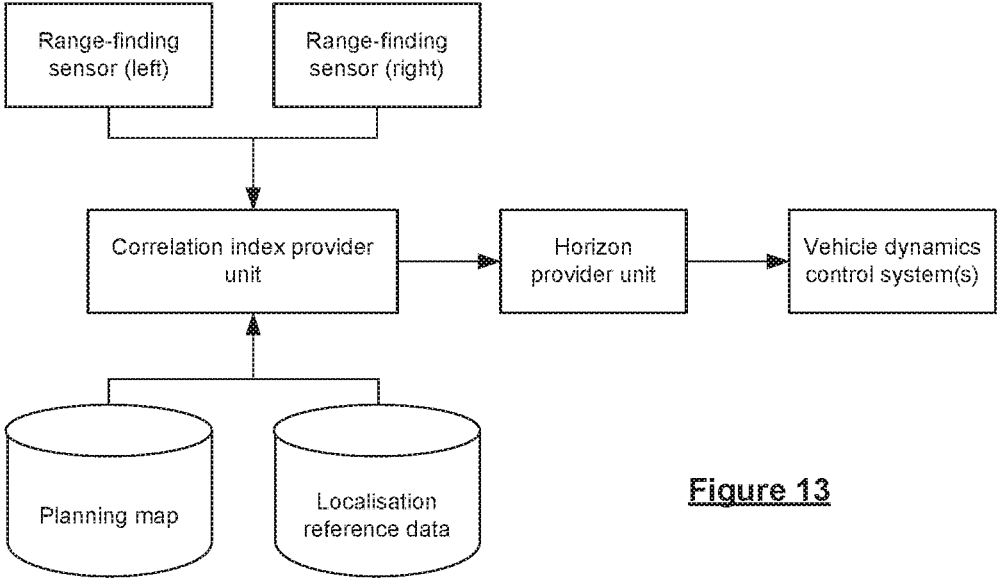 Range-finding
sensor (left)
Range-finding
sensor (right)
Correlation index provider
unit
Horizon
provider unit
Vehicle dynamics
control system(s)
Planning map
Localisation
reference data
Figure 13